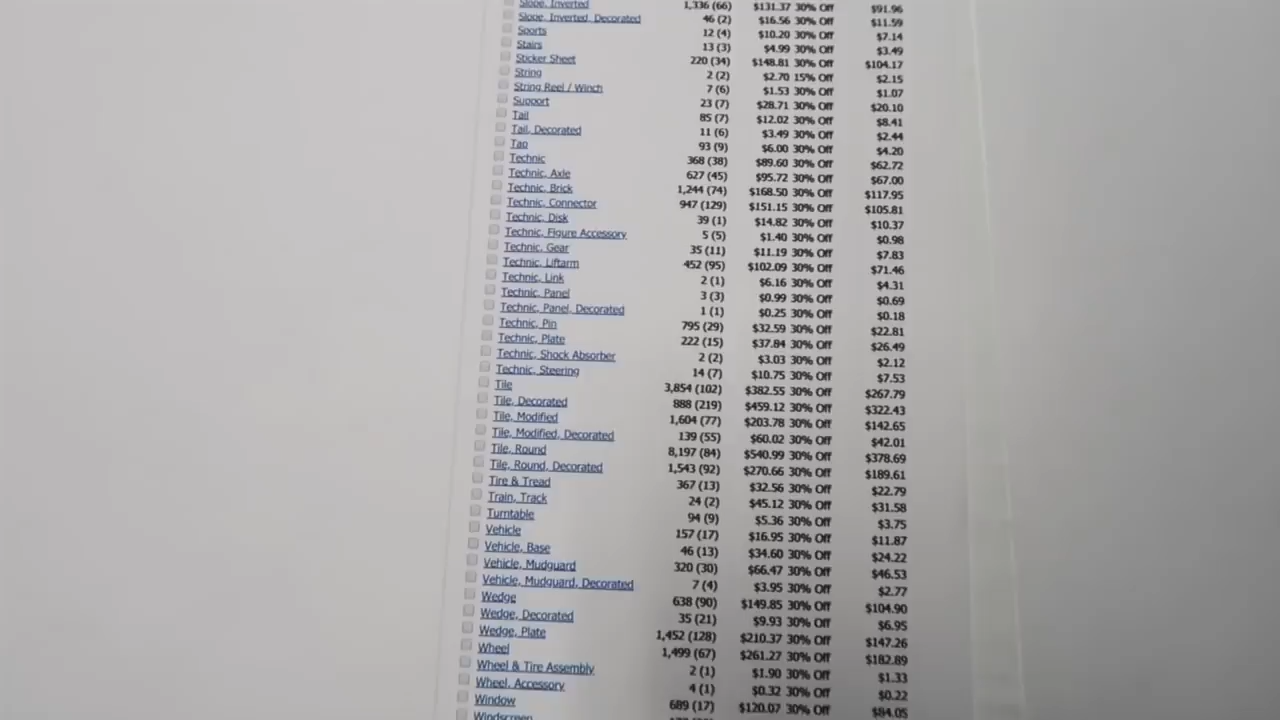 Slope, Inverted 1,336 (66) $131.37 30% Off $91.96
Slope, Inverted, Decorated 46 (2) $16.56 30% Off $11.59
Sports 12 (4) $10.20 30% Off $7.14
Stairs 13 (3) $4.99 30% Off $3.49
Sticker Sheet 220 (34) $148.81 30% Off $104.17
String 2 (2) $2.70 15% Off $2.15
String Reel / Winch 7 (6) $1.53 30% Off $1.07
Support 23 (7) $28.71 30% Off $20.10
Tail 85 (7) $12.02 30% Off $8.41
Tail, Decorated 11 (6) $3.49 30% Off $2.44
Tap 93 (9) $6.00 30% Off $4.20
Technic 368 (38) $89.60 30% Off $62.72
Technic, Axle 627 (45) $95.72 30% Off $67.00
Technic, Brick 1,244 (74) $168.50 30% Off $117.95
Technic, Connector 947 (129) $151.15 30% Off $105.81
Technic, Disk 39 (1) $14.82 30% Off $10.37
Technic, Figure Accessory 5 (5) $1.40 30% Off $0.98
Technic, Gear 35 (11) $11.19 30% Off $7.83
Technic, Liftarm 452 (95) $102.09 30% Off $71.46
Technic, Link 2 (1) $6.16 30% Off $4.31
Technic, Panel 3 (3) $0.99 30% Off $0.69
Technic, Panel, Decorated 1 (1) $0.25 30% Off $0.18
Technic, Pin 795 (29) $32.59 30% Off $22.81
Technic, Plate 222 (15) $37.84 30% Off $26.49
Technic, Shock Absorber 2 (2) $3.03 30% Off $2.12
Technic, Steering 14 (7) $10.75 30% Off $7.53
Tile 3,854 (102) $382.55 30% Off $267.79
Tile, Decorated 888 (219) $459.12 30% Off $322.43
Tile, Modified 1,604 (77) $203.78 30% Off $142.65
Tile, Modified, Decorated 139 (55) $60.02 30% Off $42.01
Tile, Round 8,197 (84) $540.99 30% Off $378.69
Tile, Round, Decorated 1,543 (92) $270.66 30% Off $189.61
Tire & Tread 367 (13) $32.56 30% Off $22.79
Train, Track 24 (2) $45.12 30% Off $31.58
Turntable 94 (9) $5.36 30% Off $3.75
Vehicle 157 (17) $16.95 30% Off $11.87
Vehicle, Base 46 (13) $34.60 30% Off $24.22
Vehicle, Mudguard 320 (30) $66.47 30% Off $46.53
Vehicle, Mudguard, Decorated 7 (4) $3.95 30% Off $2.77
Wedge 638 (90) $149.85 30% Off $104.90
Wedge, Decorated 35 (21) $9.93 30% Off $6.95
Wedge, Plate 1,452 (128) $210.37 30% Off $147.26
Wheel 1,499 (67) $261.27 30% Off $182.89
Wheel & Tire Assembly 2 (1) $1.90 30% Off $1.33
Wheel, Accessory 4 (1) $0.32 30% Off $0.22
Window 689 (17) $120.07 30% Off $84.05
Windscreen